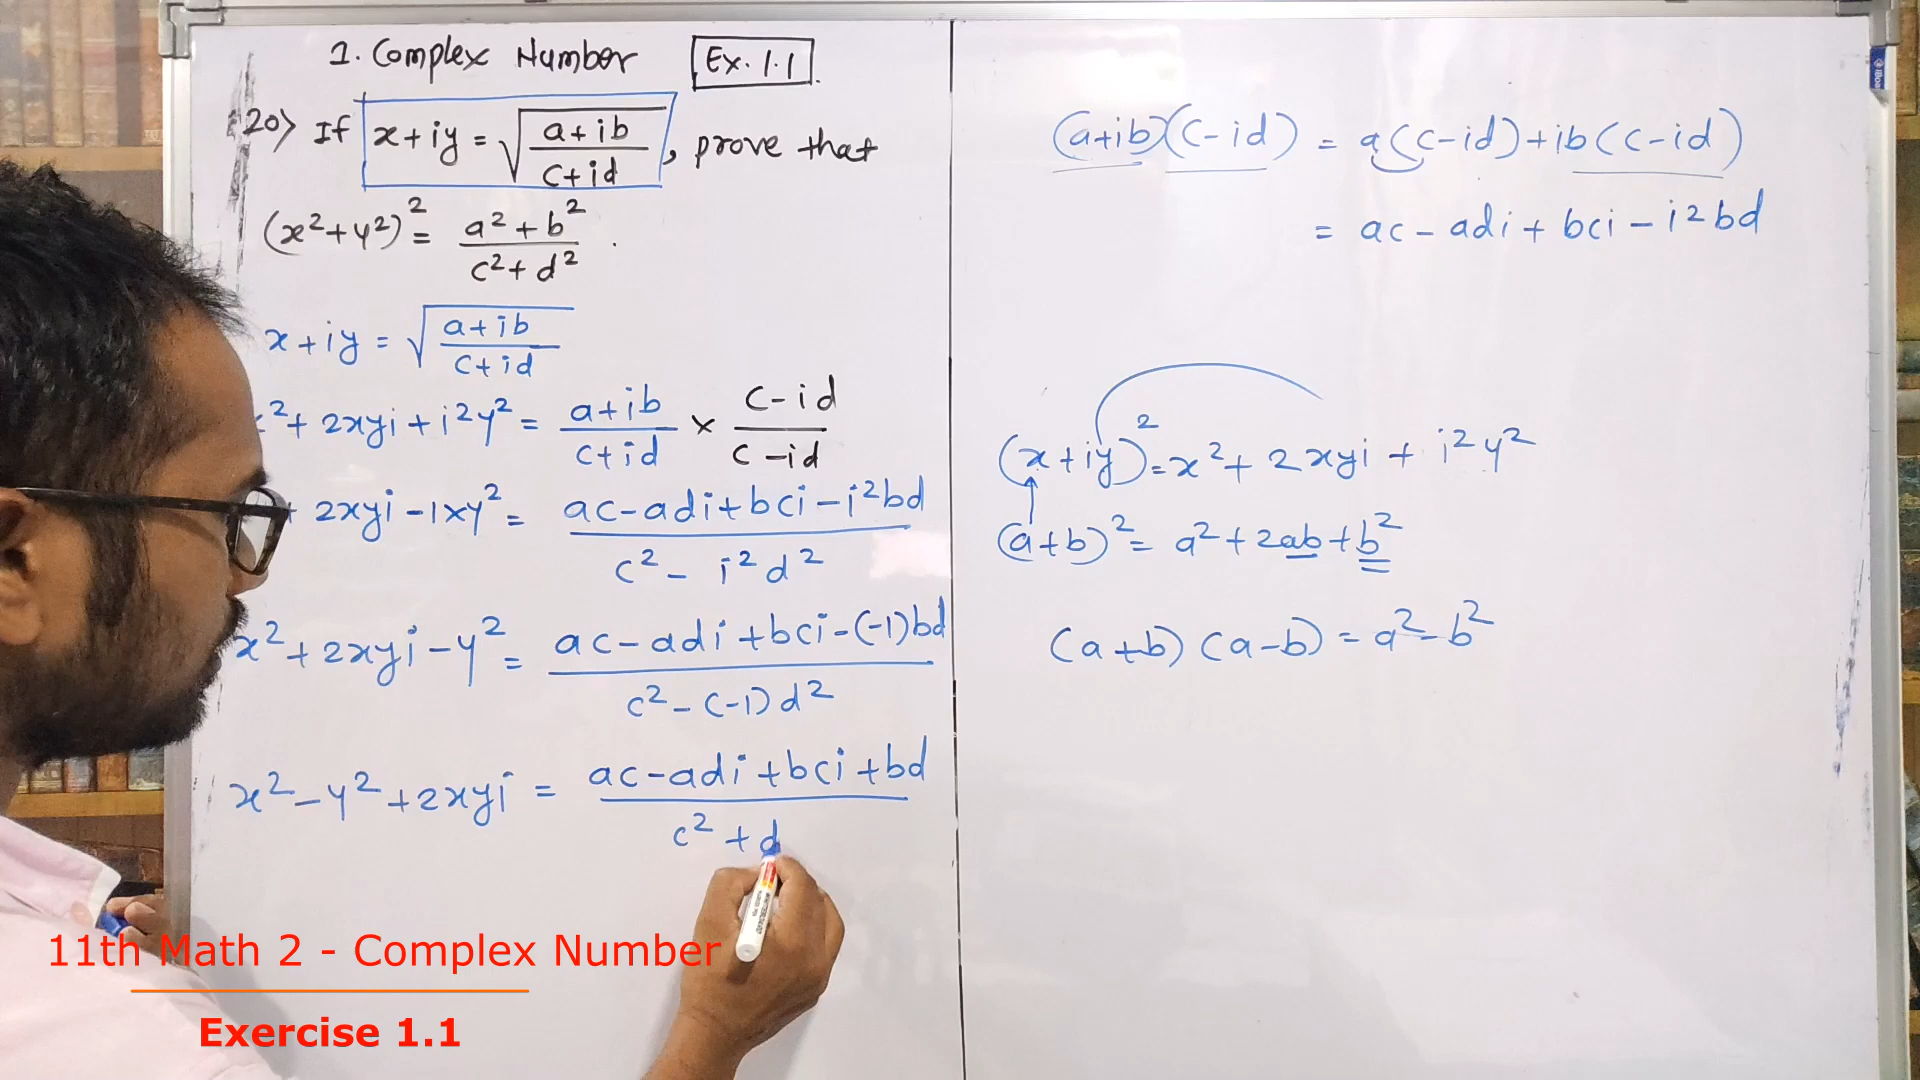 1. Complex Number Ex. 1.1
20) If x+iy = √(a+ib / c+id), prove that
(x²+y²)² = a²+b² / c²+d² .
x+iy = √(a+ib / c+id)
²+2xyi+i²y² = a+ib / c+id × c-id / c-id
+ 2xyi-1×y² = ac-adi+bci-i²bd / c²- i²d²
x²+2xyi-y² = ac-adi+bci-(-1)bd / c²-(-1)d²
x²-y²+2xyi = ac-adi+bci+bd / c²+d
(a+ib)(c-id) = a(c-id)+ib(c-id)
= ac-adi+bci-i²bd
(x+iy)² = x²+2xyi+i²y²
(a+b)² = a²+2ab+b²
(a+b)(a-b) = a²-b²
11th Math 2 - Complex Number
Exercise 1.1